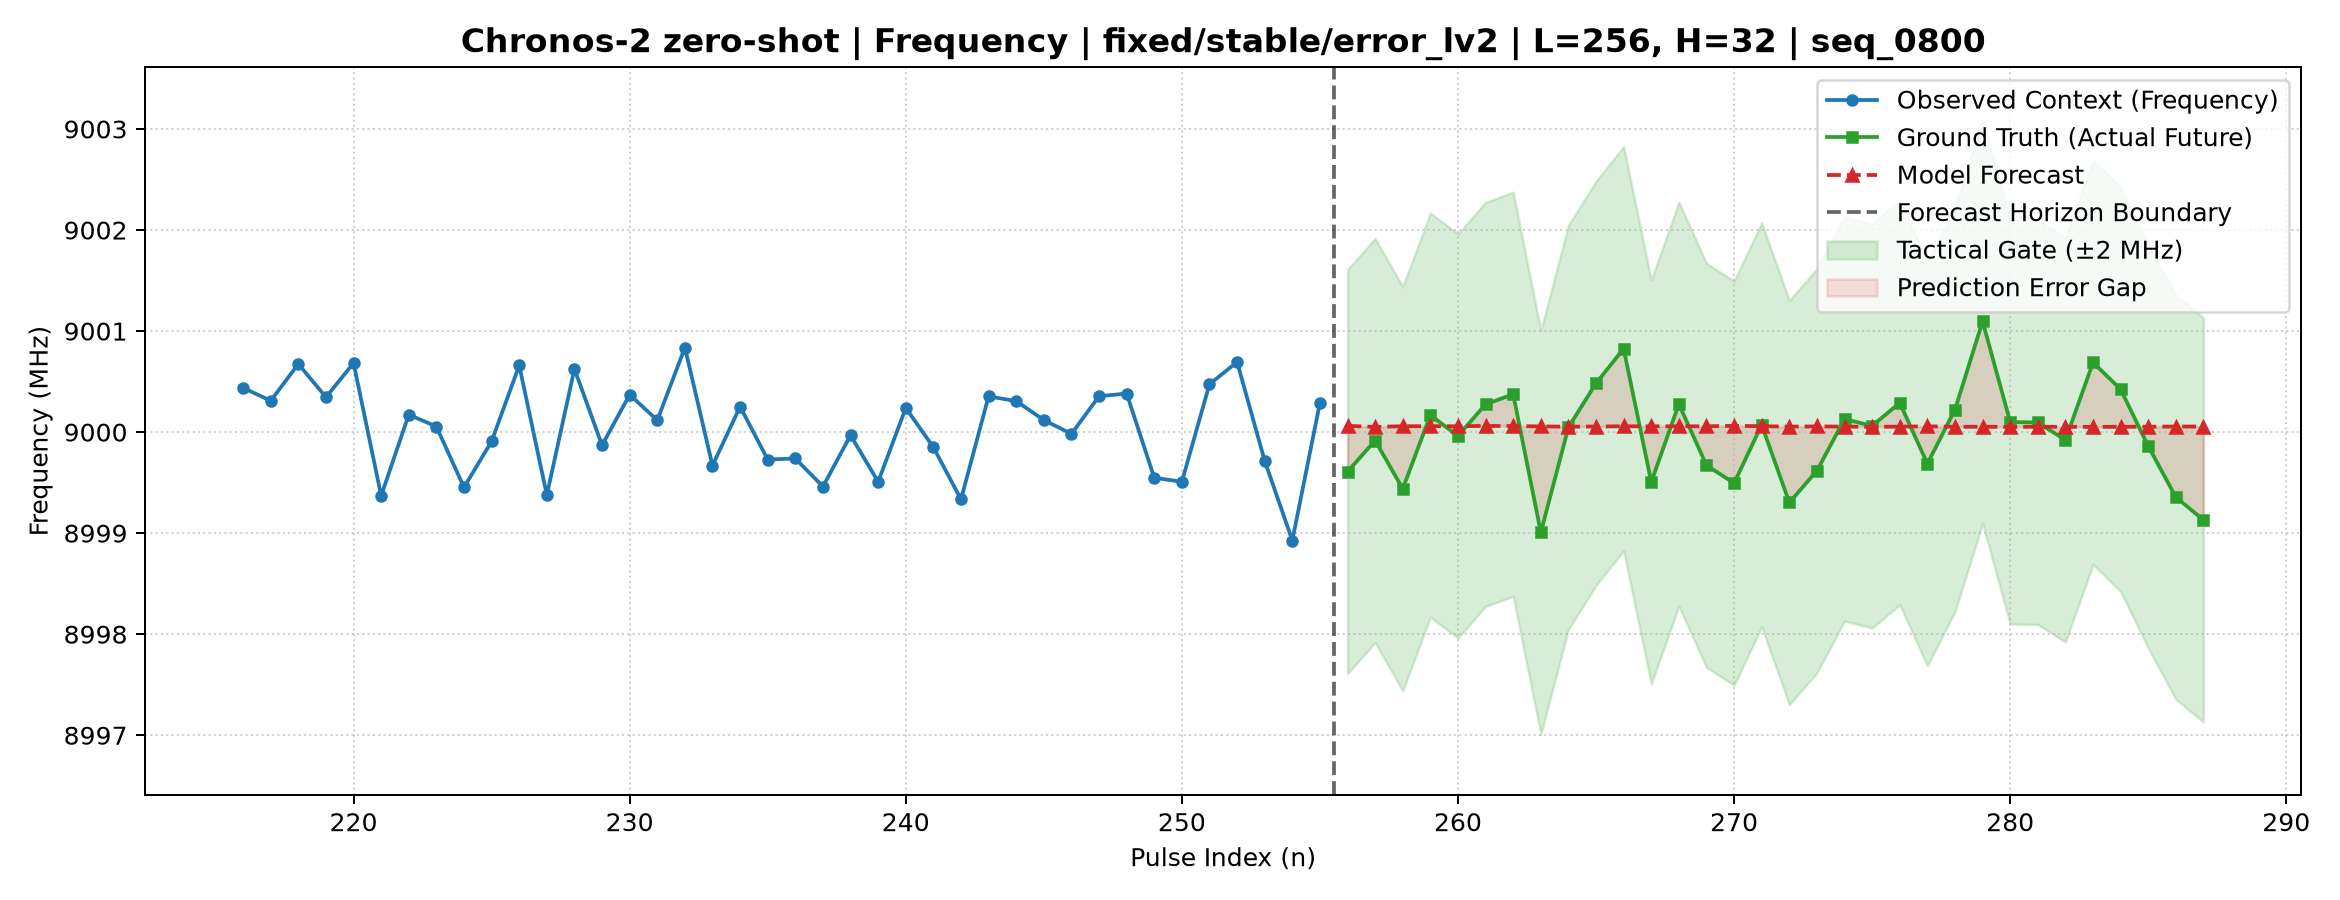 Chronos-2 zero-shot | Frequency | fixed/stable/error_lv2 | L=256, H=32 | seq_0800
Observed Context (Frequency)
Ground Truth (Actual Future)
Model Forecast
Forecast Horizon Boundary
Tactical Gate (±2 MHz)
Prediction Error Gap
Frequency (MHz)
9003
9002
9001
9000
8999
8998
8997
220 230 240 250 260 270 280 290
Pulse Index (n)